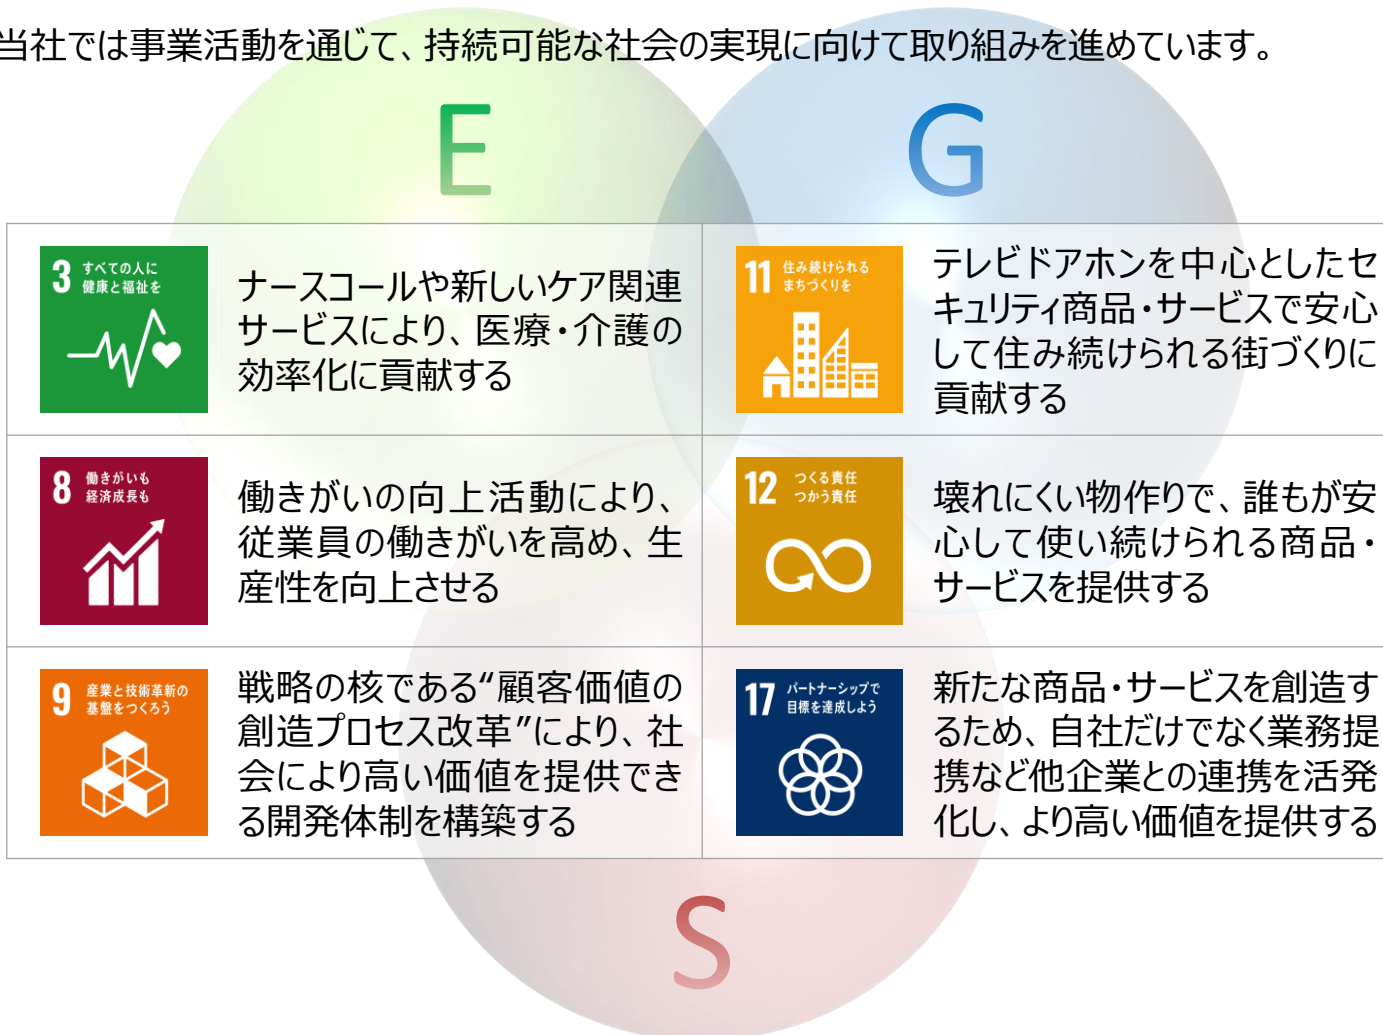 当社では事業活動を通じて、持続可能な社会の実現に向けて取り組みを進めています。
E
G
3 すべての人に
健康と福祉を
ナースコールや新しいケア関連
サービスにより、医療・介護の
効率化に貢献する
11 住み続けられる
まちづくりを
テレビドアホンを中心としたセ
キュリティ商品・サービスで安心
して住み続けられる街づくりに
貢献する
8 働きがいも
経済成長も
働きがいの向上活動により、
従業員の働きがいを高め、生
産性を向上させる
12 つくる責任
つかう責任
壊れにくい物作りで、誰もが安
心して使い続けられる商品・
サービスを提供する
9 産業と技術革新の
基盤をつくろう
戦略の核である“顧客価値の
創造プロセス改革”により、社
会により高い価値を提供でき
る開発体制を構築する
17 パートナーシップで
目標を達成しよう
新たな商品・サービスを創造す
るため、自社だけでなく業務提
携など他企業との連携を活発
化し、より高い価値を提供する
S